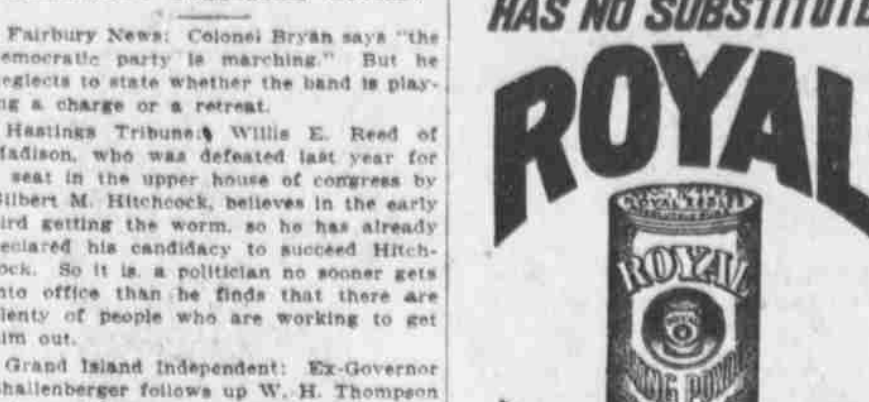 Fairbury News: Colonel Bryan says "the
emocratic party is marching." But he
eglects to state whether the band is play-
ng a charge or a retreat.
Hastings Tribune: Willis E. Reed of
Madison, who was defeated last year for
seat in the upper house of congress by
Gilbert M. Hitchcock, believes in the early
ird getting the worm, so he has already
eclared his candidacy to succeed Hitch-
ock. So it is, a politician no sooner gets
nto office than he finds that there are
lenty of people who are working to get
him out.
Grand Island Independent: Ex-Governor
Shallenberger follows up W. H. Thompson
HAS NO SUBSTITUTE
ROYAL
ROYAL